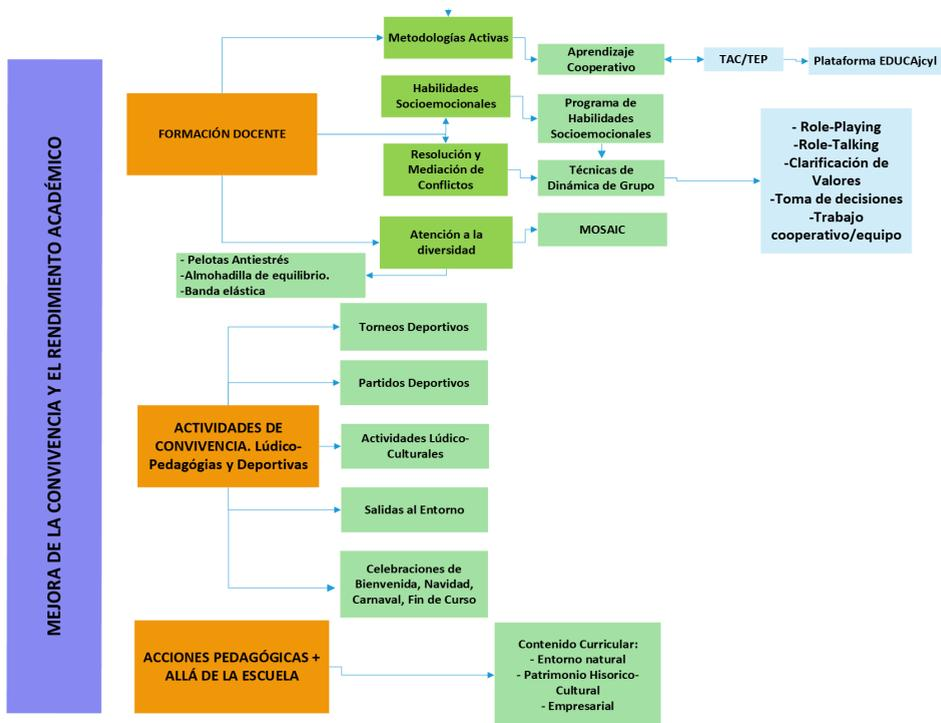 MEJORA DE LA CONVIVENCIA Y EL RENDIMIENTO ACADÉMICO
FORMACIÓN DOCENTE
Metodologías Activas
Aprendizaje
Cooperativo
TAC/TEP
Plataforma EDUCAjcyl
Habilidades
Socioemocionales
Programa de
Habilidades
Socioemocionales
Resolución y
Mediación de
Conflictos
Técnicas de
Dinámica de Grupo
- Role-Playing
-Role-Talking
-Clarificación de
Valores
-Toma de decisiones
-Trabajo
cooperativo/equipo
Atención a la
diversidad
MOSAIC
- Pelotas Antiestrés
-Almohadilla de equilibrio.
-Banda elástica
ACTIVIDADES DE
CONVIVENCIA. Lúdico-
Pedagógias y Deportivas
Torneos Deportivos
Partidos Deportivos
Actividades Lúdico-
Culturales
Salidas al Entorno
Celebraciones de
Bienvenida, Navidad,
Carnaval, Fin de Curso
ACCIONES PEDAGÓGICAS +
ALLÁ DE LA ESCUELA
Contenido Curricular:
- Entorno natural
- Patrimonio Hisorico-
Cultural
- Empresarial